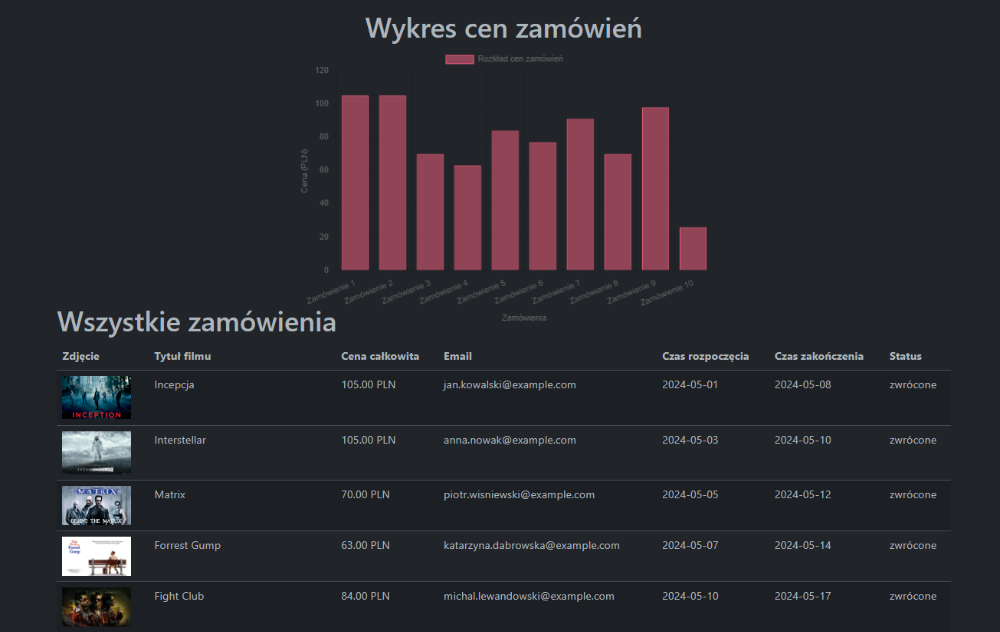 Wykres cen zamówień
Rozkład cen zamówień
120
100
80
60
40
20
0
Cena (PLN)
Zamówienie 1
Zamówienie 2
Zamówienie 3
Zamówienie 4
Zamówienie 5
Zamówienie 6
Zamówienie 7
Zamówienie 8
Zamówienie 9
Zamówienie 10
Zamówienia
Wszystkie zamówienia
Zdjęcie Tytuł filmu Cena całkowita Email Czas rozpoczęcia Czas zakończenia Status
INCEPTION
Incepcja 105.00 PLN jan.kowalski@example.com 2024-05-01 2024-05-08 zwrócone
Interstellar 105.00 PLN anna.nowak@example.com 2024-05-03 2024-05-10 zwrócone
MATRIX
BEHIND THE MATRIX
Matrix 70.00 PLN piotr.wisniewski@example.com 2024-05-05 2024-05-12 zwrócone
Forrest
Gump
Forrest Gump 63.00 PLN katarzyna.dabrowska@example.com 2024-05-07 2024-05-14 zwrócone
Fight Club 84.00 PLN michal.lewandowski@example.com 2024-05-10 2024-05-17 zwrócone